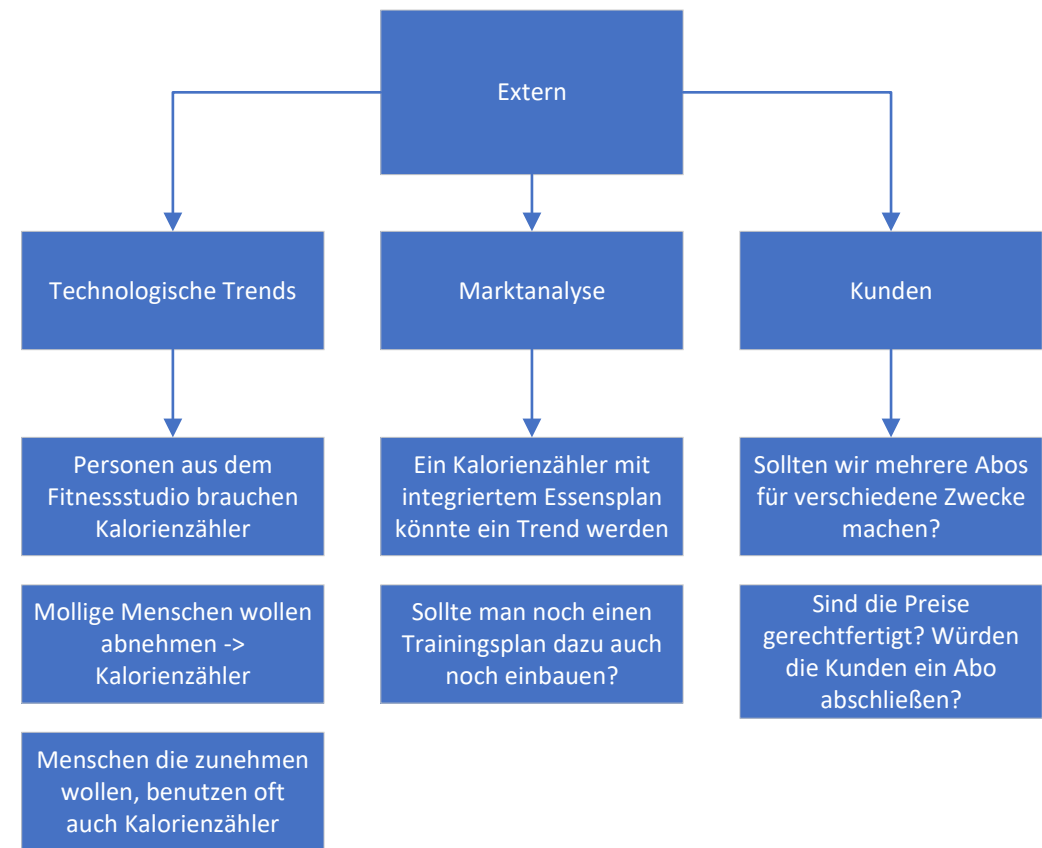 Extern
Technologische Trends
Marktanalyse
Kunden
Personen aus dem
Fitnessstudio brauchen
Kalorienzähler
Ein Kalorienzähler mit
integriertem Essensplan
könnte ein Trend werden
Sollten wir mehrere Abos
für verschiedene Zwecke
machen?
Mollige Menschen wollen
abnehmen ->
Kalorienzähler
Sollte man noch einen
Trainingsplan dazu auch
noch einbauen?
Sind die Preise
gerechtfertigt? Würden
die Kunden ein Abo
abschließen?
Menschen die zunehmen
wollen, benutzen oft
auch Kalorienzähler